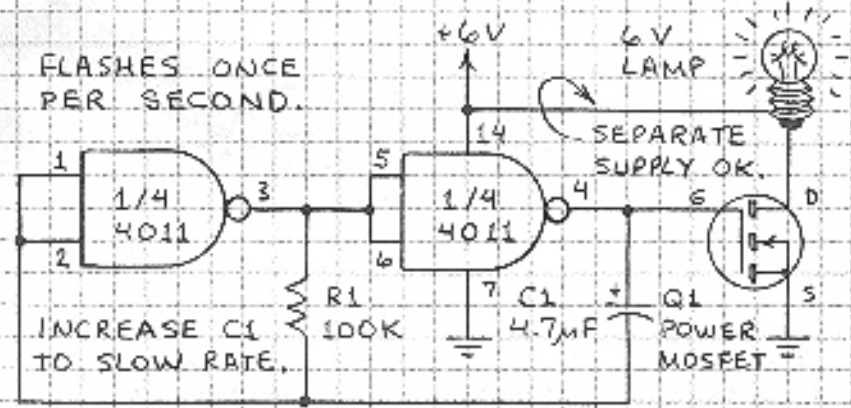 FLASHES ONCE
PER SECOND.
+6V
6V
LAMP
SEPARATE
SUPPLY OK.
14
1
2
3
1/4
4011
5
6
4
1/4
4011
7
G
D
S
R1
100K
C1
4.7µF
+
Q1
POWER
MOSFET
INCREASE C1
TO SLOW RATE.